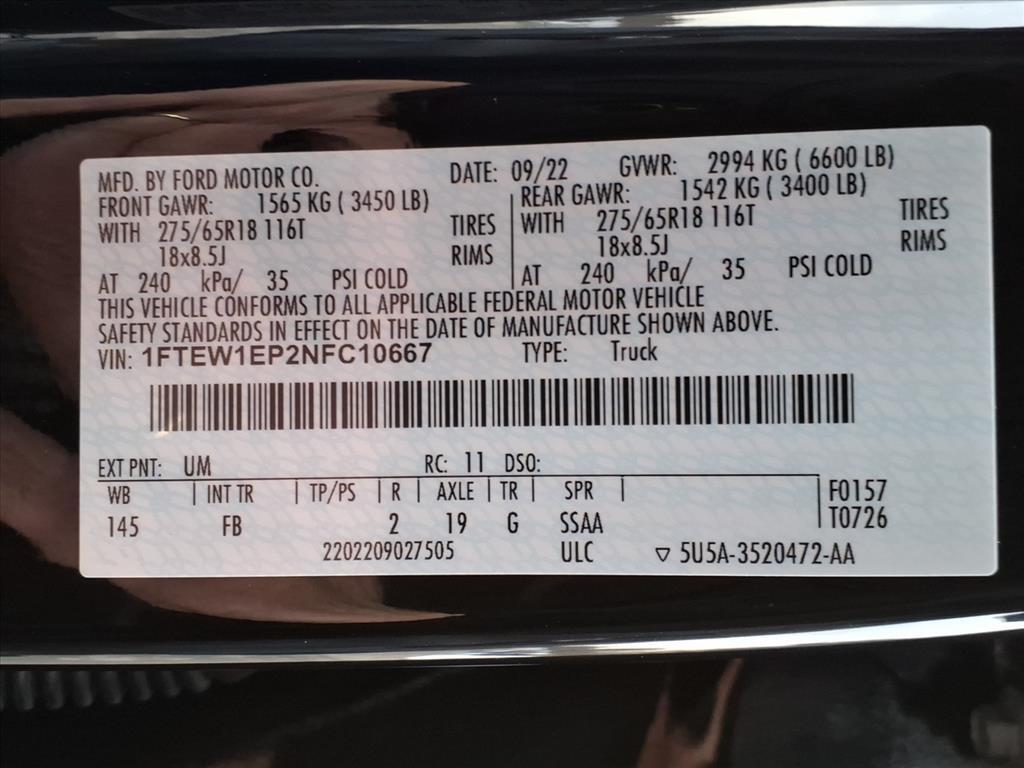 MFD. BY FORD MOTOR CO. DATE: 09/22 GVWR: 2994 KG ( 6600 LB)
FRONT GAWR: 1565 KG ( 3450 LB) REAR GAWR: 1542 KG ( 3400 LB)
WITH 275/65R18 116T TIRES WITH 275/65R18 116T TIRES
18x8.5J RIMS 18x8.5J RIMS
AT 240 kPa/ 35 PSI COLD AT 240 kPa/ 35 PSI COLD
THIS VEHICLE CONFORMS TO ALL APPLICABLE FEDERAL MOTOR VEHICLE
SAFETY STANDARDS IN EFFECT ON THE DATE OF MANUFACTURE SHOWN ABOVE.
VIN: 1FTEW1EP2NFC10667 TYPE: Truck
EXT PNT: UM RC: 11 DSO:
WB INT TR TP/PS R AXLE TR SPR F0157
145 FB 2 19 G SSAA T0726
2202209027505 ULC ▽ 5U5A-3520472-AA